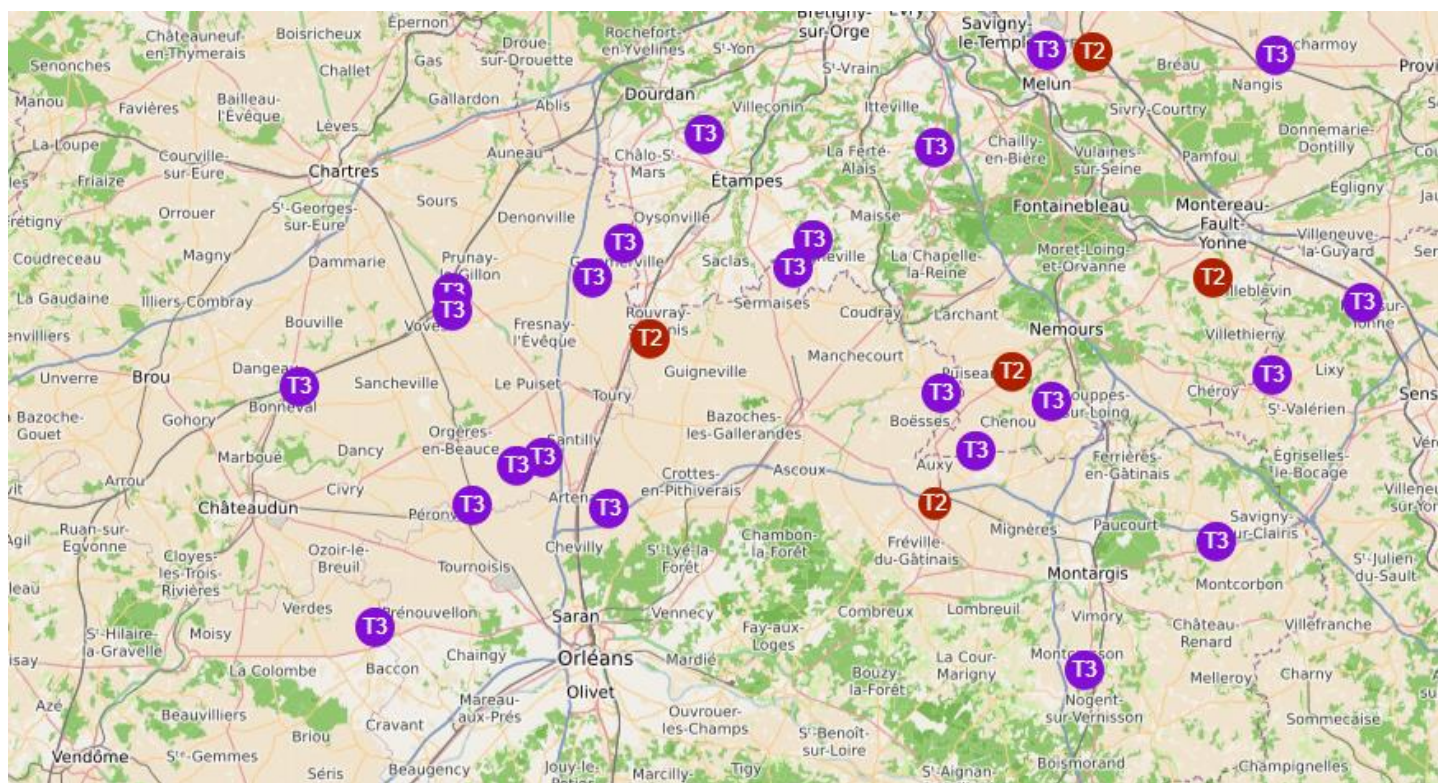 Épernon
Bretigny-
sur-Orge
Évry
Savigny-
Châteauneuf-
en-Thymerais
Boisricheux
Rochefort-
en-Yvelines
Sᵗ-Yon
le-Temp
T3
T2
T3
charmoy
Senonches
Challet
Gas
Droue-
sur-Drouette
Sᵗ-Vrain
Bréau
Provi
Melun
Nangis
Manou
Favières
Bailleau-
l'Évêque
Gallardon
Ablis
Dourdan
Villeconin
Itteville
Sivry-Courtry
La-Loupe
Lèves
T3
Donnemarie-
Dontilly
Courville-
sur-Eure
Auneau
Châlo-Sᵗ-
Mars
La Ferté-
Alais
T3
Chailly-
en-Bière
Vulaines-
sur-Seine
Pamfou
Friaize
Chartres
Étampes
Égligny
Sours
Fontainebleau
Montereau-
Fault-
Yonne
Orrouer
Sᵗ-Georges-
sur-Eure
Denonville
Oysonville
Maisse
Villeneuve-
la-Guyard
Magny
Dammarie
Prunay-
le-Gillon
T3
Saclas
T3
La Chapelle-
la-Reine
Moret-Loing-
et-Orvanne
Coudreceau
T3
T3
T2
La Gaudaine
Illiers-Combray
T3
Sermaises
Coudray
Larchant
T3
Bouville
T3
Fresnay-
l'Évêque
Rouvray-
T2
Nemours
Villethierry
Unverre
Brou
Dangeau
T3
Bonneval
Sancheville
Le Puiset
Toury
Guigneville
Manchecourt
T2
Chéroy
T3
Lixy
Sens
Gohory
Bazoches-
les-Gallerandes
Boësses
T3
Chenou
T3
Sᵗ-Valérien
a Bazoche-
Gouet
Orgères-
en-Beauce
Santilly
Marboué
Dancy
T3
T3
Crottes-
en-Pithiverais
Ascoux
Auxy
T3
Ferrières-
en-Gâtinais
Égriselles-
le-Bocage
Arrou
Civry
T2
Châteaudun
T3
T3
Mignères
Paucourt
Savigny-
sur-Clairis
Ruan-sur-
Egvonne
Cloyes-
les-Trois-
Rivières
Ozoir-le-
Breuil
Tournoisis
Chevilly
Sᵗ-Lyé-la-
Forêt
Chambon-
la-Forêt
Fréville-
du-Gâtinais
T3
Sᵗ-Julien-
du-Sault
Montargis
Montcorbon
Verdes
Saran
Vennecy
Combreux
Lombreuil
Vimory
Sᵗ-Hilaire-
la-Gravelle
Moisy
T3
Prénouvellon
Fay-aux-
Loges
Château-
Renard
Villefranche
La Colombe
Baccon
Chaingy
Orléans
Mardié
Bouzy-
la-Forêt
La Cour-
Marigny
T3
Melleroy
Charny
Azé
Mareau-
aux-Prés
Olivet
Nogent-
sur-Vernisson
Beauvilliers
Cravant
Ouvrouer-
les-Champs
Sommecaise
Briou
Sᵗ-Benoît-
sur-Loire
Vendôme
Sᵗᵉ-Gemmes
Séris
Beaugency
Jouy-le-
Marcilly-
Tigy
Sᵗ-Aignan-
Boismorand
Champignelles